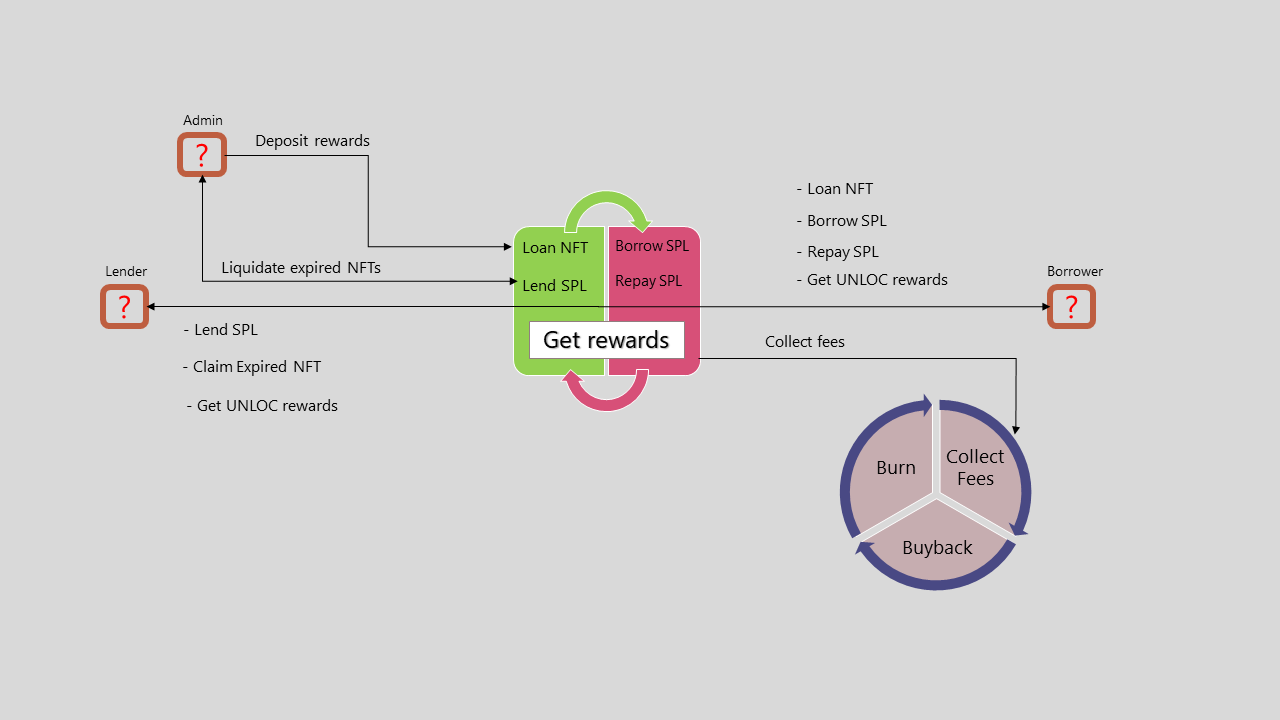 Admin
?
Deposit rewards
Liquidate expired NFTs
Lender
?
- Lend SPL
- Claim Expired NFT
- Get UNLOC rewards
Loan NFT
Lend SPL
Borrow SPL
Repay SPL
Get rewards
- Loan NFT
- Borrow SPL
- Repay SPL
- Get UNLOC rewards
Borrower
?
Collect fees
Burn
Collect
Fees
Buyback